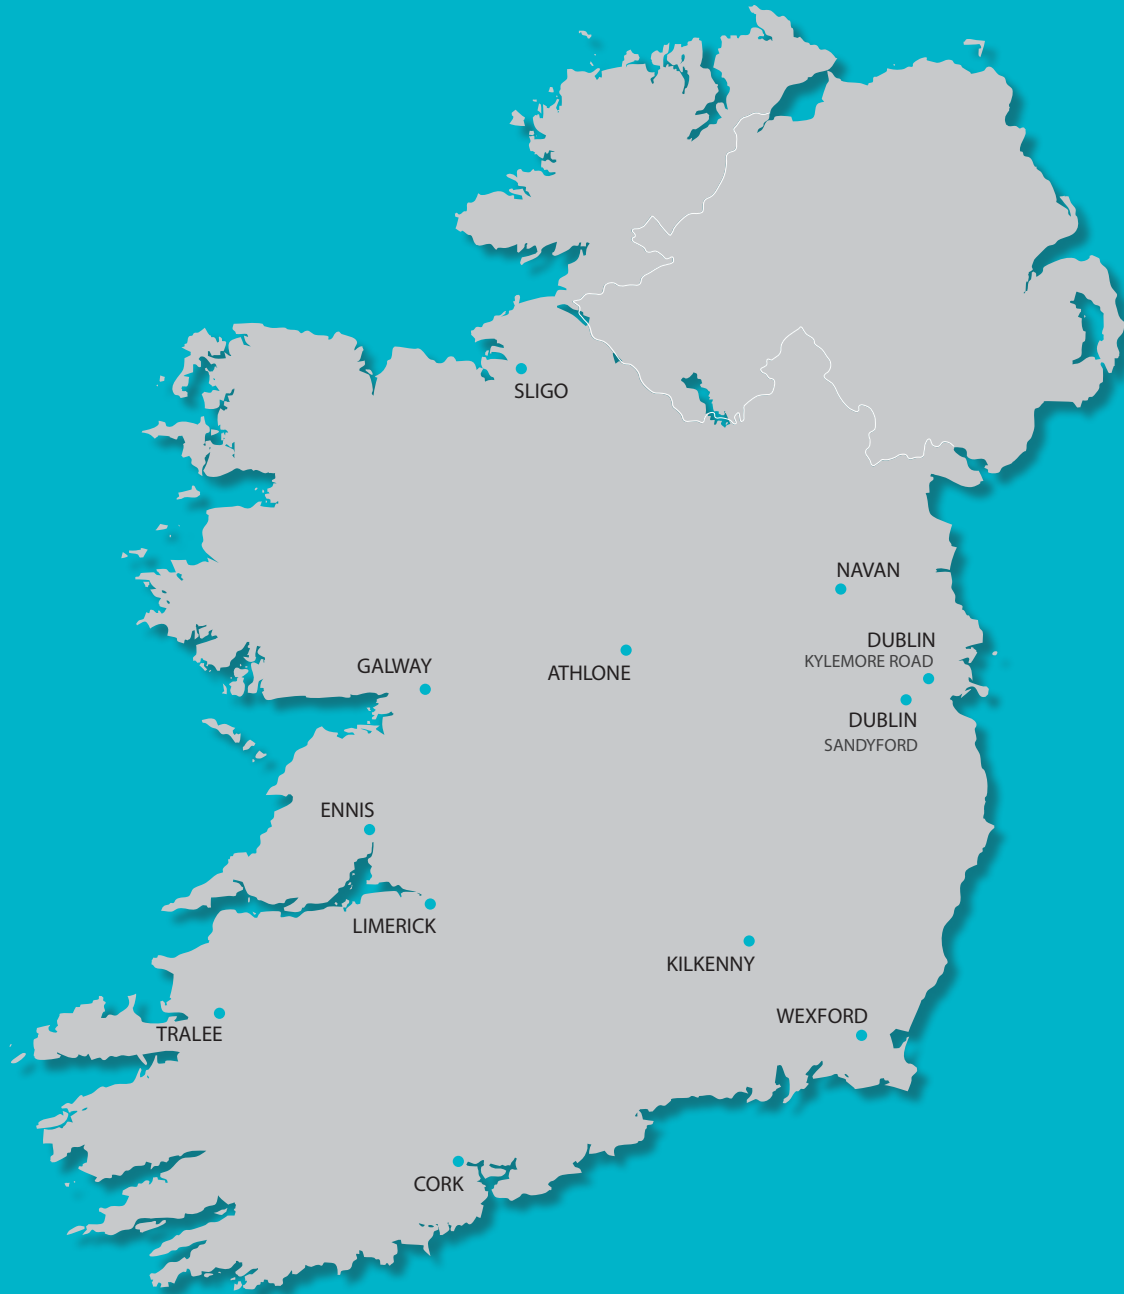 SLIGO
NAVAN
DUBLIN
KYLEMORE ROAD
GALWAY
ATHLONE
DUBLIN
SANDYFORD
ENNIS
LIMERICK
KILKENNY
WEXFORD
TRALEE
CORK